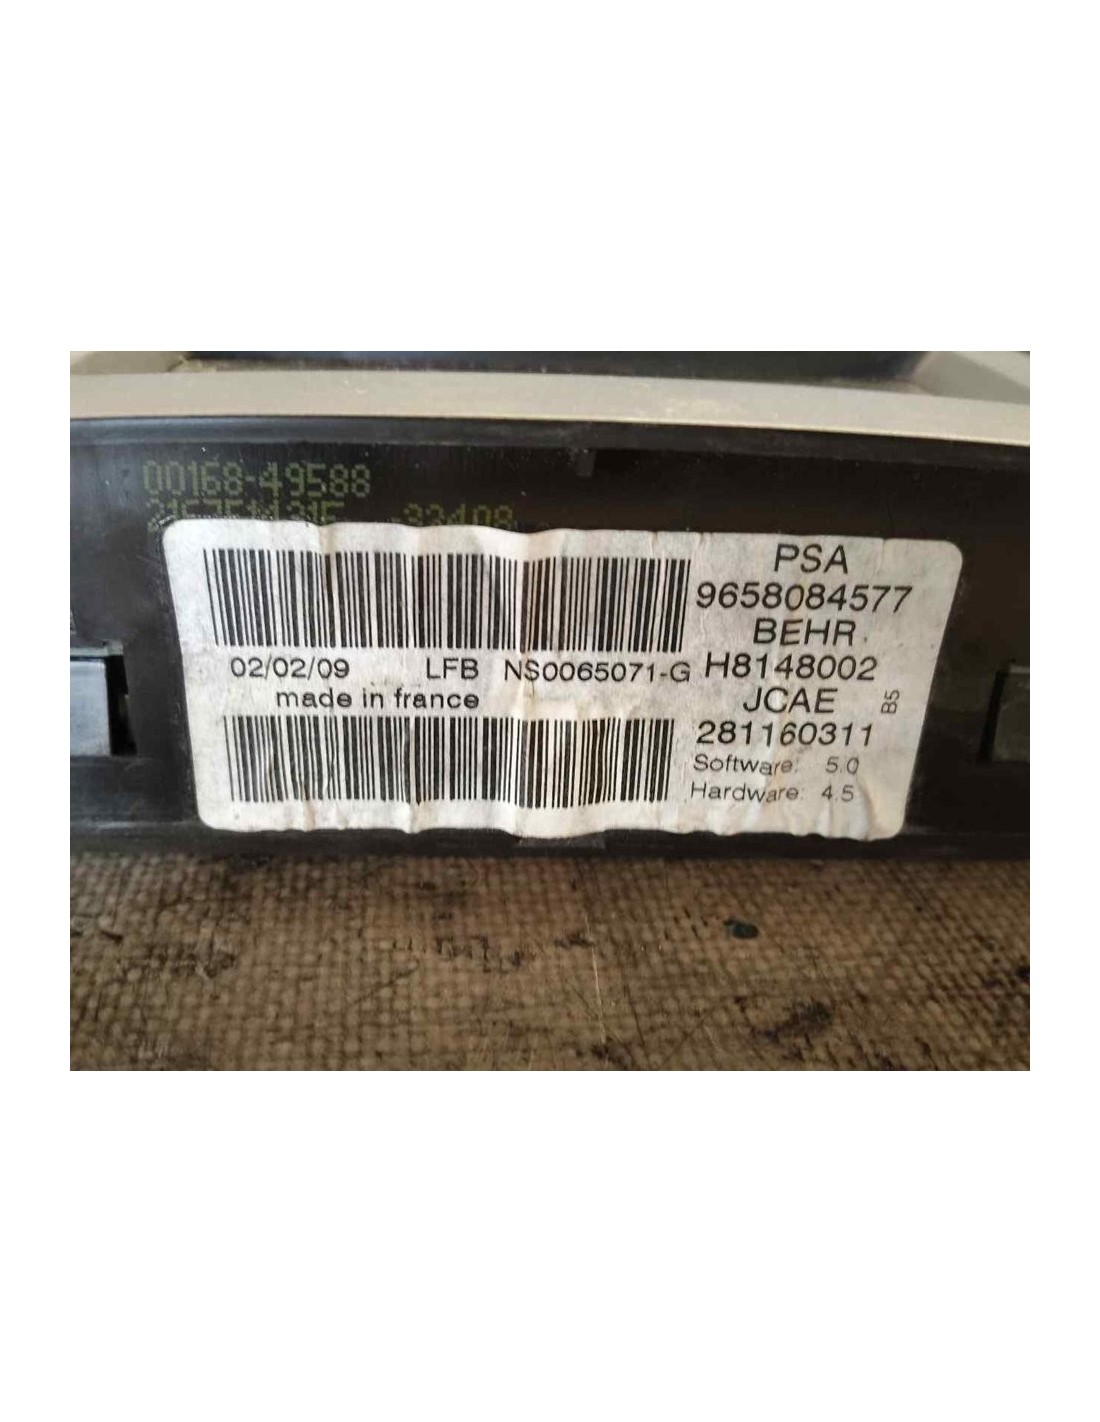 00168-49588
PSA
9658084577
BEHR
H8148002
JCAE
281160311
B5
Software: 5.0
Hardware: 4.5
02/02/09 LFB NS0065071-G
made in france